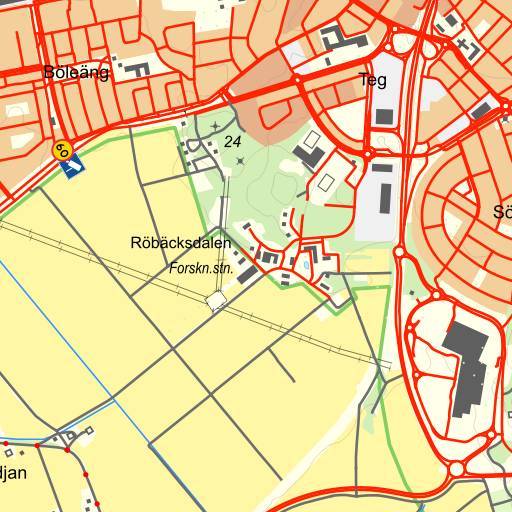 Böleäng
Teg
24
60
Sö
Röbäcksdalen
Forskn.stn.
djan